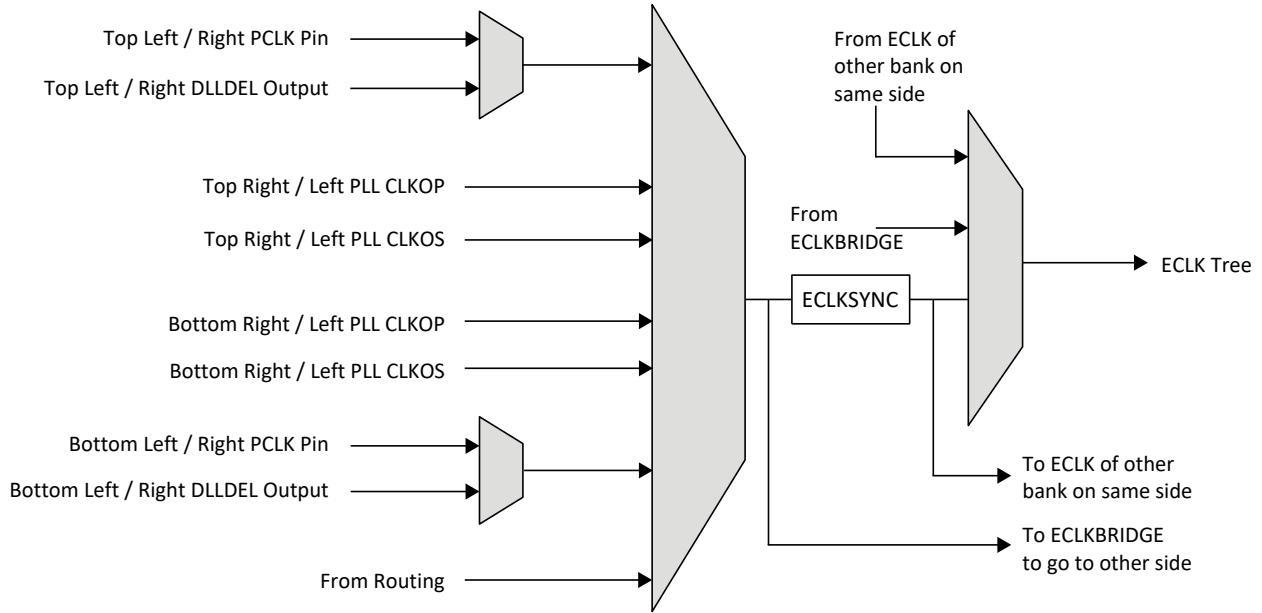 Top Left / Right PCLK Pin
Top Left / Right DLLDEL Output
Top Right / Left PLL CLKOP
Top Right / Left PLL CLKOS
Bottom Right / Left PLL CLKOP
Bottom Right / Left PLL CLKOS
Bottom Left / Right PCLK Pin
Bottom Left / Right DLLDEL Output
From Routing
From ECLK of
other bank on
same side
From
ECLKBRIDGE
ECLKSYNC
ECLK Tree
To ECLK of other
bank on same side
To ECLKBRIDGE
to go to other side